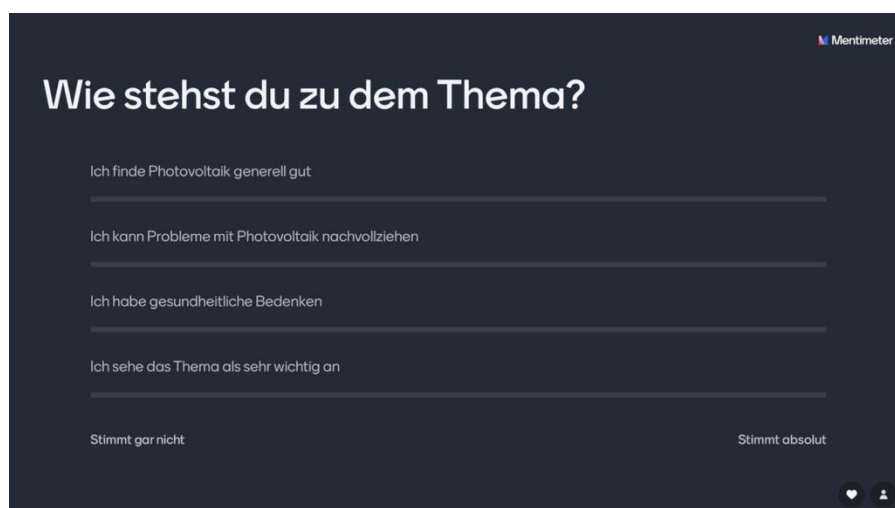 Mentimeter
Wie stehst du zu dem Thema?
Ich finde Photovoltaik generell gut
Ich kann Probleme mit Photovoltaik nachvollziehen
Ich habe gesundheitliche Bedenken
Ich sehe das Thema als sehr wichtig an
Stimmt gar nicht
Stimmt absolut